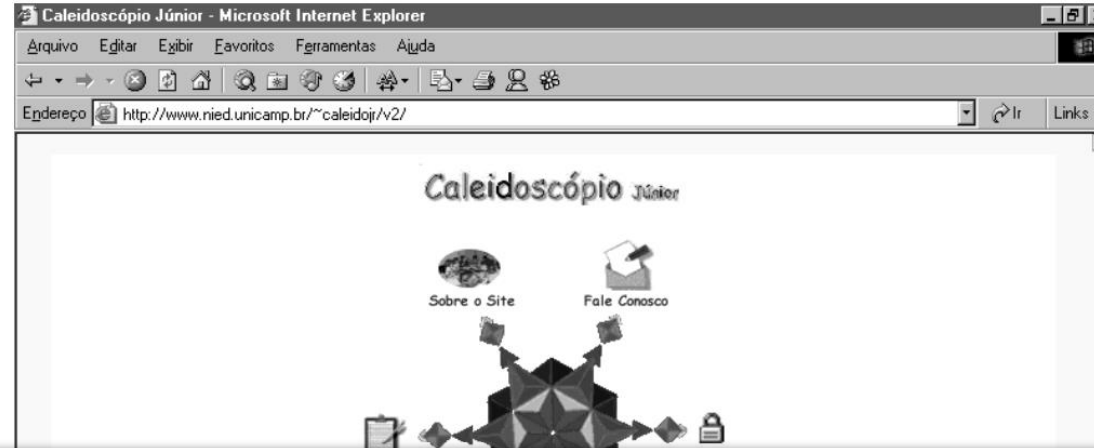 Caleidoscópio Júnior - Microsoft Internet Explorer
Arquivo Editar Exibir Favoritos Ferramentas Ajuda
Endereço http://www.nied.unicamp.br/~caleidojr/v2/ Ir Links
Caleidoscópio Júnior
Sobre o Site Fale Conosco